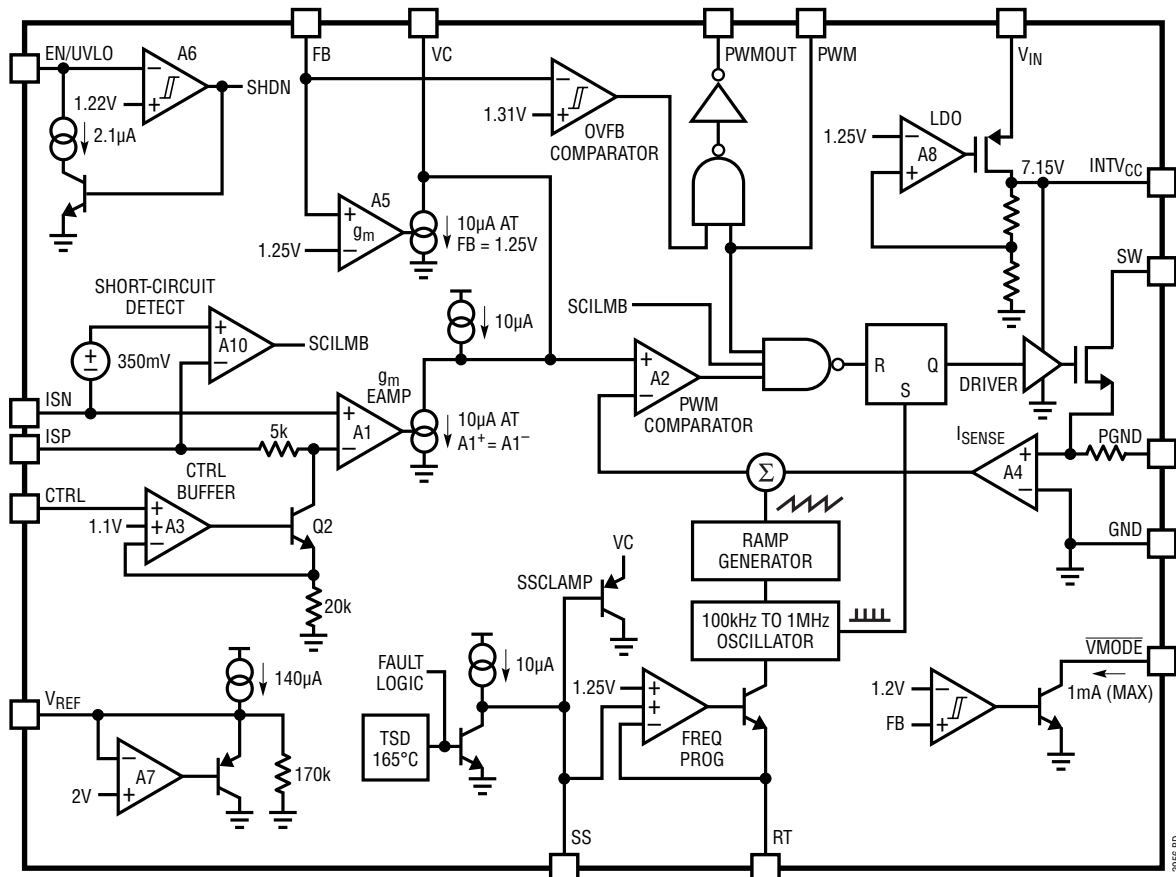 EN/UVLO
A6
−
+
1.22V
SHDN
2.1µA
FB
VC
PWMOUT
PWM
VIN
−
+
1.31V
OVFB
COMPARATOR
LDO
1.25V
−
A8
+
7.15V
INTVCC
A5
+
gm
−
1.25V
10µA AT
FB = 1.25V
SW
SHORT-CIRCUIT
DETECT
+
A10
−
SCILMB
+
−
350mV
10µA
SCILMB
+
A2
−
PWM
COMPARATOR
R
Q
S
DRIVER
ISN
ISP
5k
gm
EAMP
+
A1
−
10µA AT
A1+ = A1−
ISENSE
+
A4
−
PGND
GND
CTRL
CTRL
BUFFER
+
+
A3
−
1.1V
Q2
20k
Σ
RAMP
GENERATOR
100kHz TO 1MHz
OSCILLATOR
VC
SSCLAMP
VMODE
1mA (MAX)
1.2V
−
FB
+
VREF
140µA
−
A7
+
2V
170k
FAULT
LOGIC
TSD
165°C
10µA
1.25V
+
+
−
FREQ
PROG
SS
RT
3956 BD